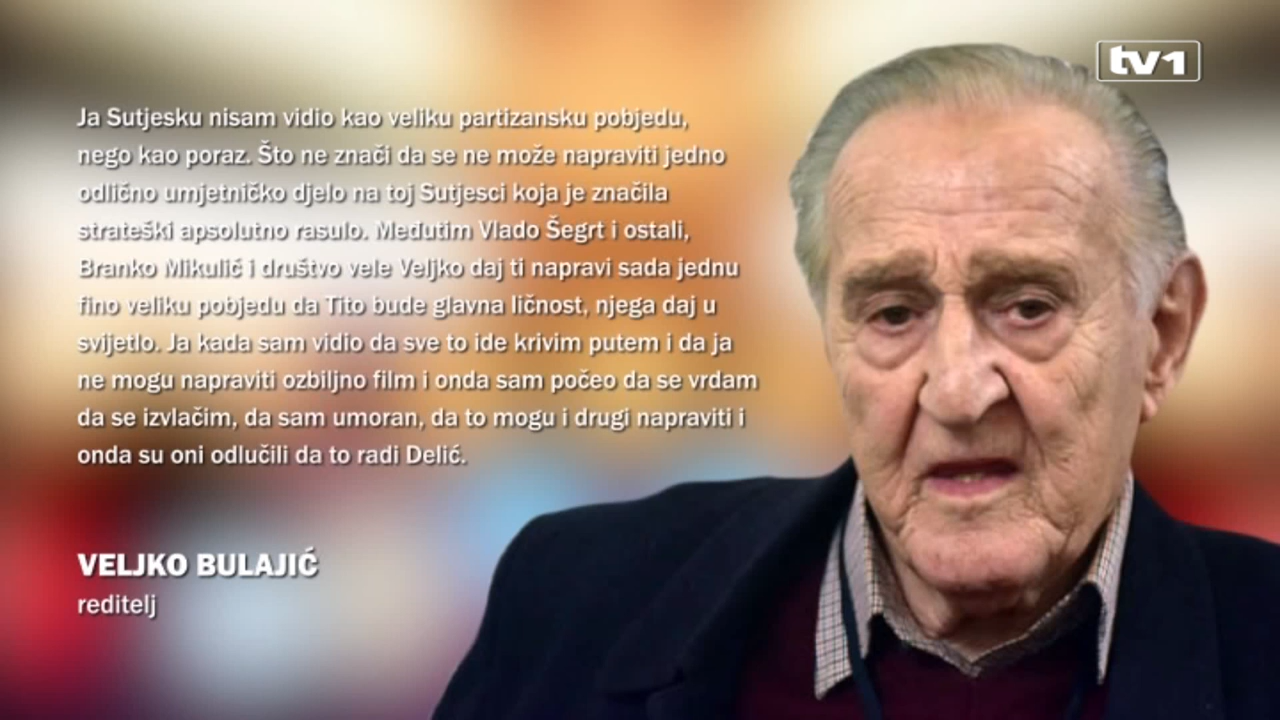 tv1
Ja Sutjesku nisam vidio kao veliku partizansku pobjedu,
nego kao poraz. Što ne znači da se ne može napraviti jedno
odlično umjetničko djelo na toj Sutjesci koja je značila
strateški apsolutno rasulo. Međutim Vlado Šegrt i ostali,
Branko Mikulić i društvo vele Veljko daj ti napravi sada jednu
fino veliku pobjedu da Tito bude glavna ličnost, njega daj u
svijetlo. Ja kada sam vidio da sve to ide krivim putem i da ja
ne mogu napraviti ozbiljno film i onda sam počeo da se vrdam
da se izvlačim, da sam umoran, da to mogu i drugi napraviti i
onda su oni odlučili da to radi Delić.
VELJKO BULAJIĆ
reditelj